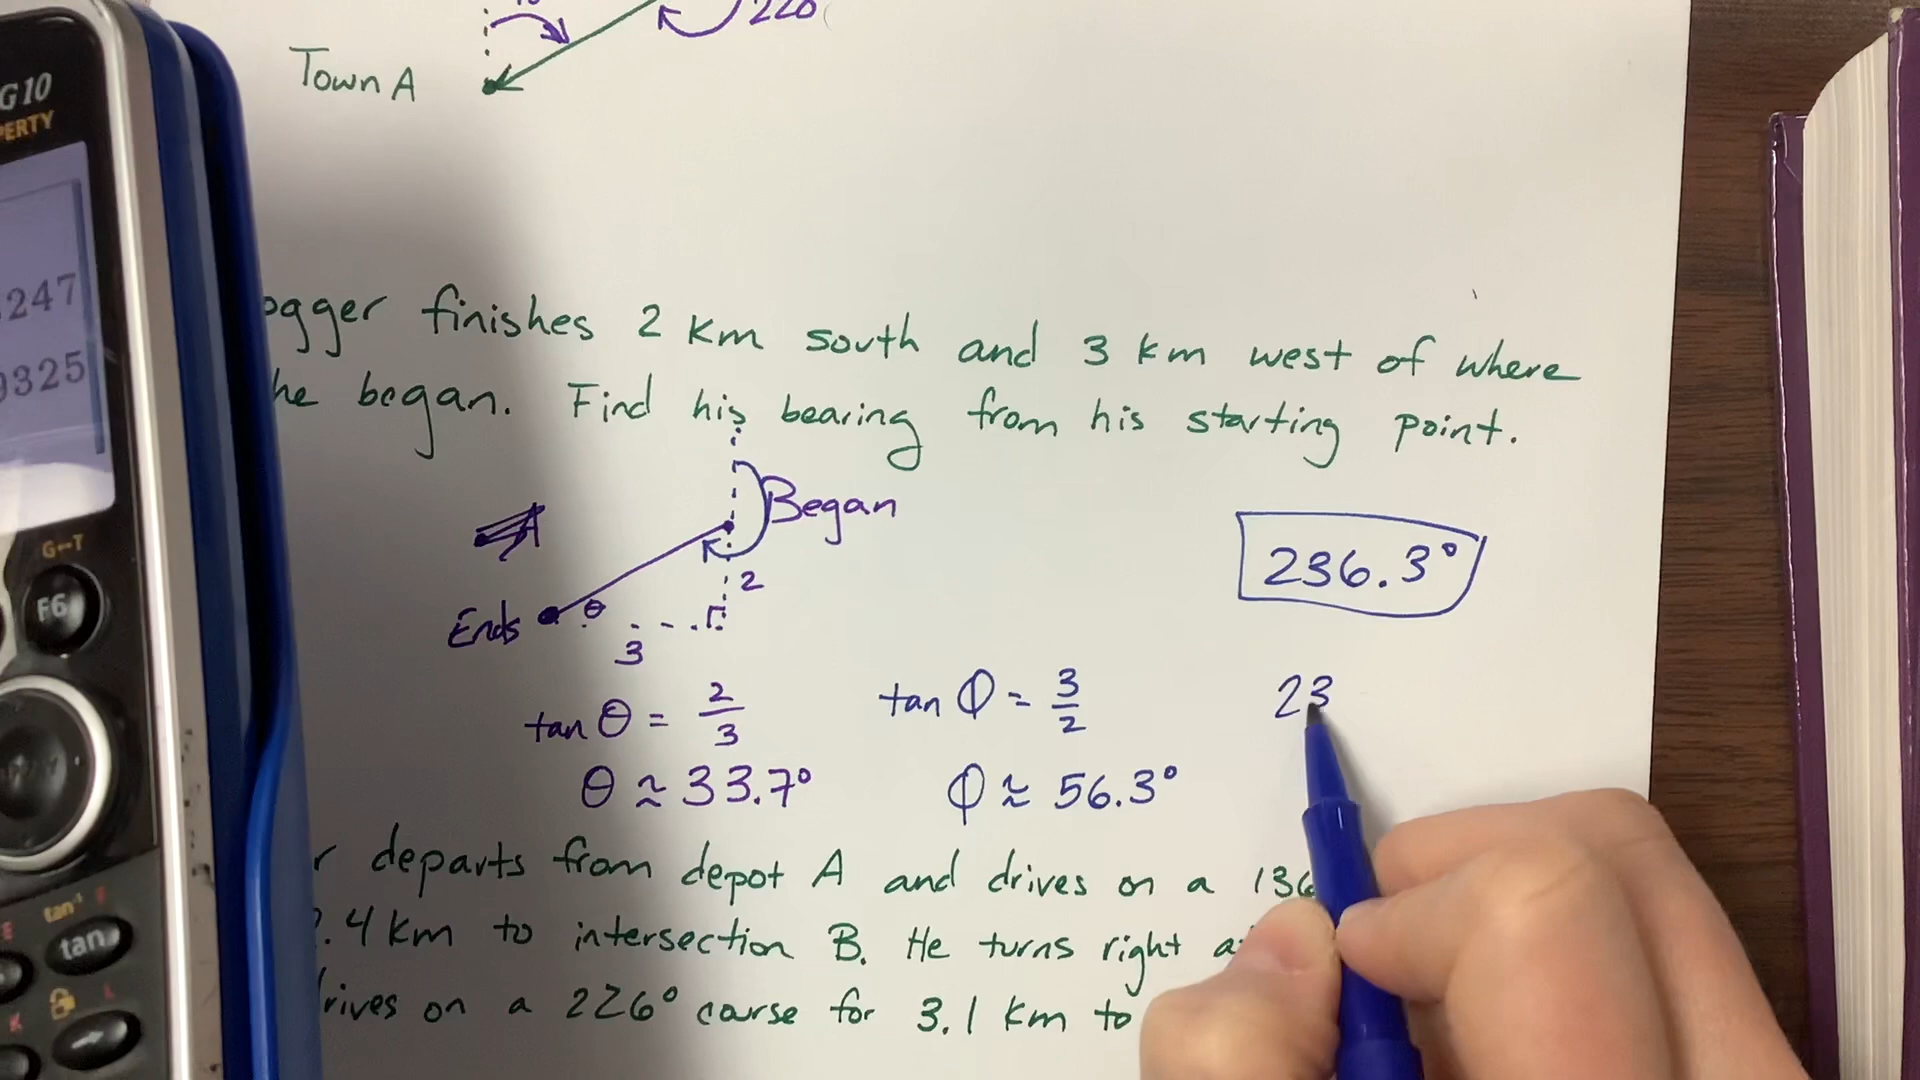 Town A
226
G10
PERTY
247
9325
G↔T
F6
ogger finishes 2 km south and 3 km west of where
he began. Find his bearing from his starting point.
Began
236.3°
2
Ends θ
3
tan θ = 2/3
tan Φ = 3/2
23
θ ≈ 33.7°
Φ ≈ 56.3°
r departs from depot A and drives on a 136
.4 km to intersection B. He turns right a
rives on a 226° course for 3.1 km to
tan⁻¹ F
tan
E
L
K